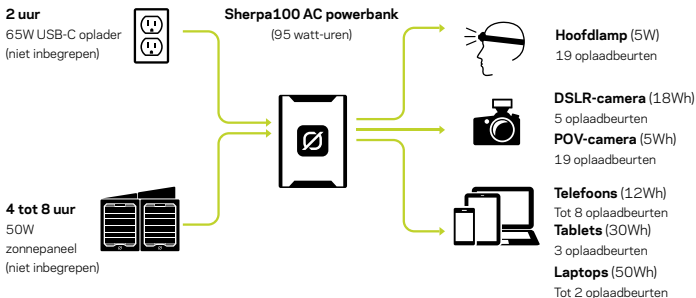 2 uur
65W USB-C oplader
(niet inbegrepen)
Sherpa100 AC powerbank
(95 watt-uren)
4 tot 8 uur
50W
zonnepaneel
(niet inbegrepen)
Hoofdlamp (5W)
19 oplaadbeurten
DSLR-camera (18Wh)
5 oplaadbeurten
POV-camera (5Wh)
19 oplaadbeurten
Telefoons (12Wh)
Tot 8 oplaadbeurten
Tablets (30Wh)
3 oplaadbeurten
Laptops (50Wh)
Tot 2 oplaadbeurten